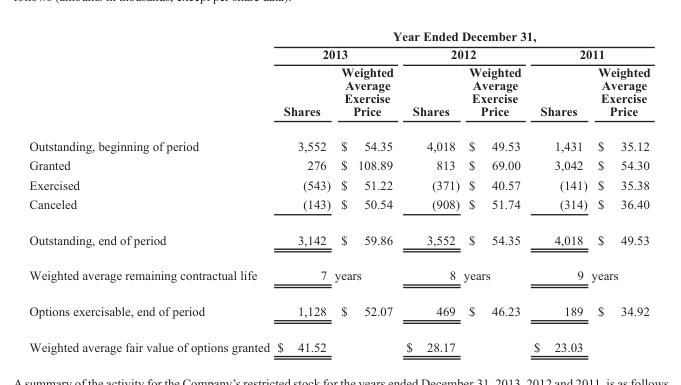 follows (amounts in thousands, except per share data):
Year Ended December 31,
2013 2012 2011
Shares Weighted Average Exercise Price Shares Weighted Average Exercise Price Shares Weighted Average Exercise Price
Outstanding, beginning of period 3,552 $ 54.35 4,018 $ 49.53 1,431 $ 35.12
Granted 276 $ 108.89 813 $ 69.00 3,042 $ 54.30
Exercised (543) $ 51.22 (371) $ 40.57 (141) $ 35.38
Canceled (143) $ 50.54 (908) $ 51.74 (314) $ 36.40
Outstanding, end of period 3,142 $ 59.86 3,552 $ 54.35 4,018 $ 49.53
Weighted average remaining contractual life 7 years 8 years 9 years
Options exercisable, end of period 1,128 $ 52.07 469 $ 46.23 189 $ 34.92
Weighted average fair value of options granted $ 41.52 $ 28.17 $ 23.03
A summary of the activity for the Company's restricted stock for the years ended December 31, 2013, 2012 and 2011, is as follows